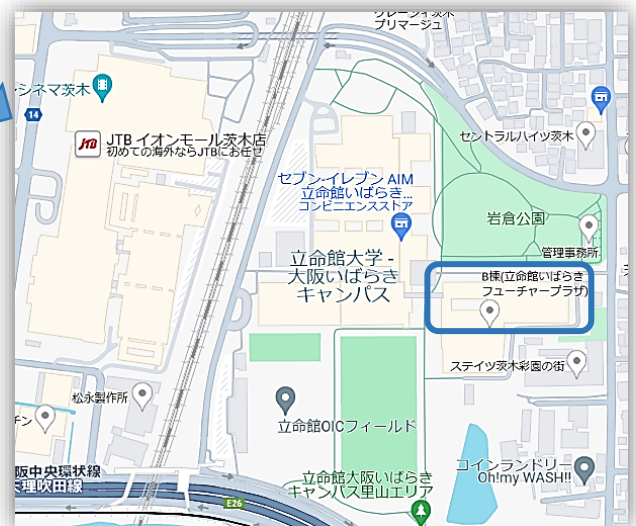 プリマージュ
シネマ茨木
14
JTB
JTB イオンモール茨木店
初めての海外ならJTBにお任せ
セントラルハイツ茨木
セブン-イレブン AIM
立命館いばらき...
コンビニエンスストア
岩倉公園
管理事務所
立命館大学 -
大阪いばらき
キャンパス
B棟(立命館いばらき
フューチャープラザ)
ステイツ茨木彩園の街
松永製作所
チン
立命館OICフィールド
阪中央環状線
天理吹田線
E26
立命館大阪いばらき
キャンパス里山エリア
コインランドリー
Oh!my WASH!!